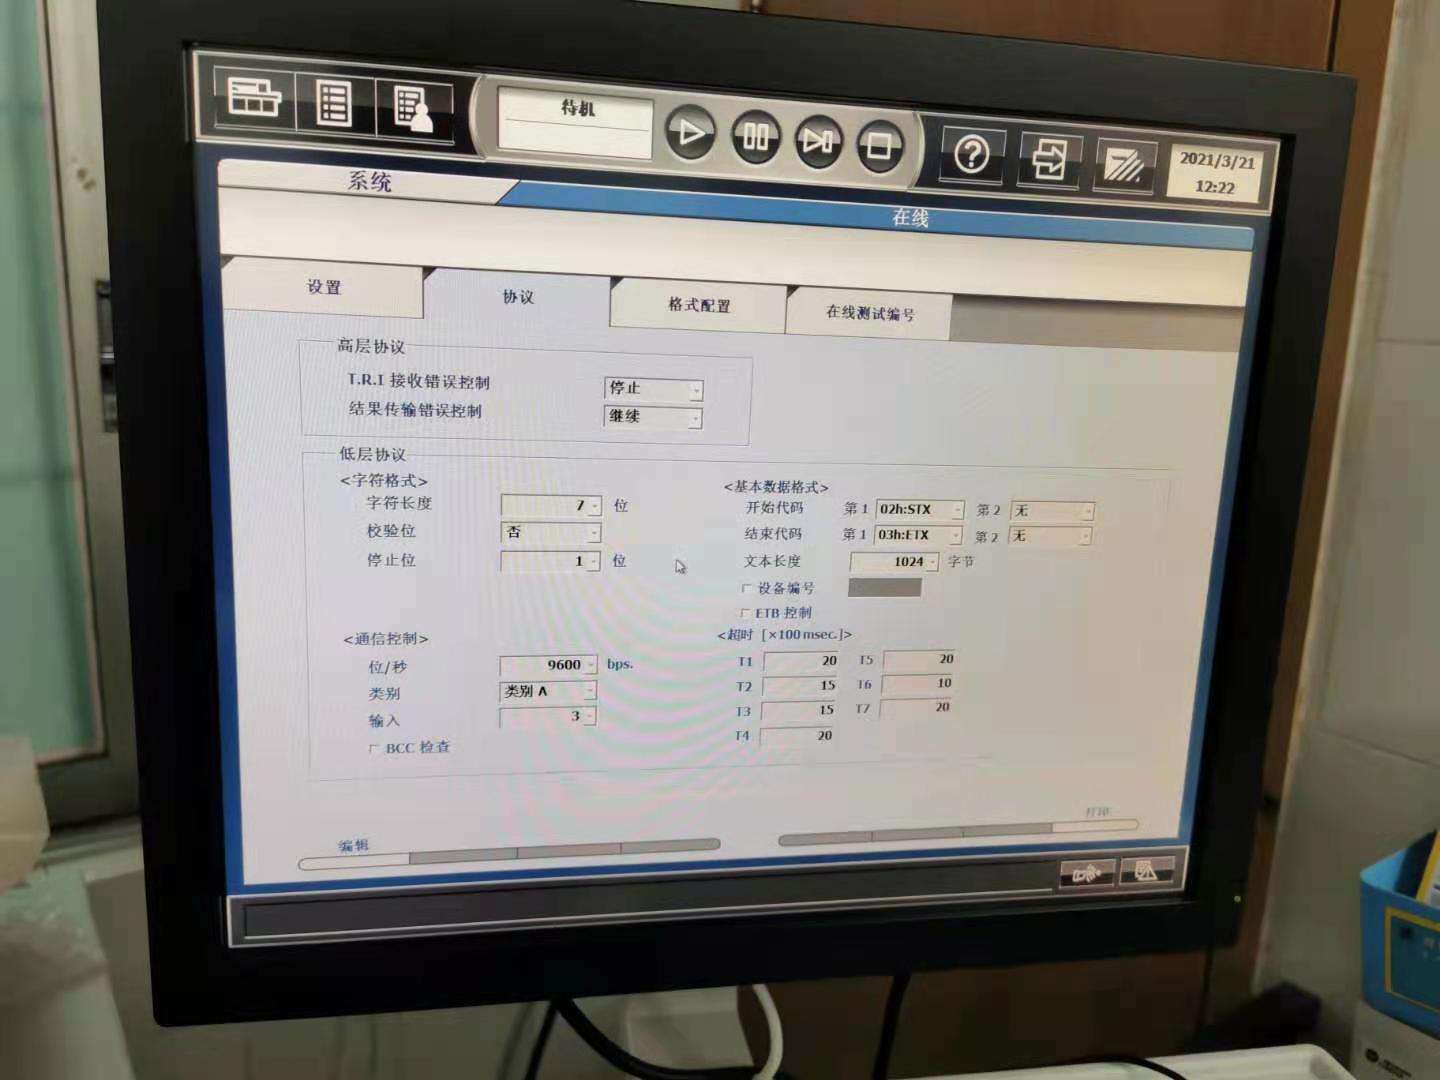 待机
2021/3/21
12:22
系统
在线
设置 协议 格式配置 在线测试编号
高层协议
T.R.I 接收错误控制 停止
结果传输错误控制 继续
低层协议
<字符格式>
字符长度 7 位
校验位 否
停止位 1 位
<基本数据格式>
开始代码 第 1 02h:STX 第 2 无
结束代码 第 1 03h:ETX 第 2 无
文本长度 1024 字节
设备编号
ETB 控制
<通信控制>
位/秒 9600 bps.
类别 类别 A
输入 3
BCC 检查
<超时 [×100 msec.]>
T1 20 T5 20
T2 15 T6 10
T3 15 T7 20
T4 20
编辑 打印